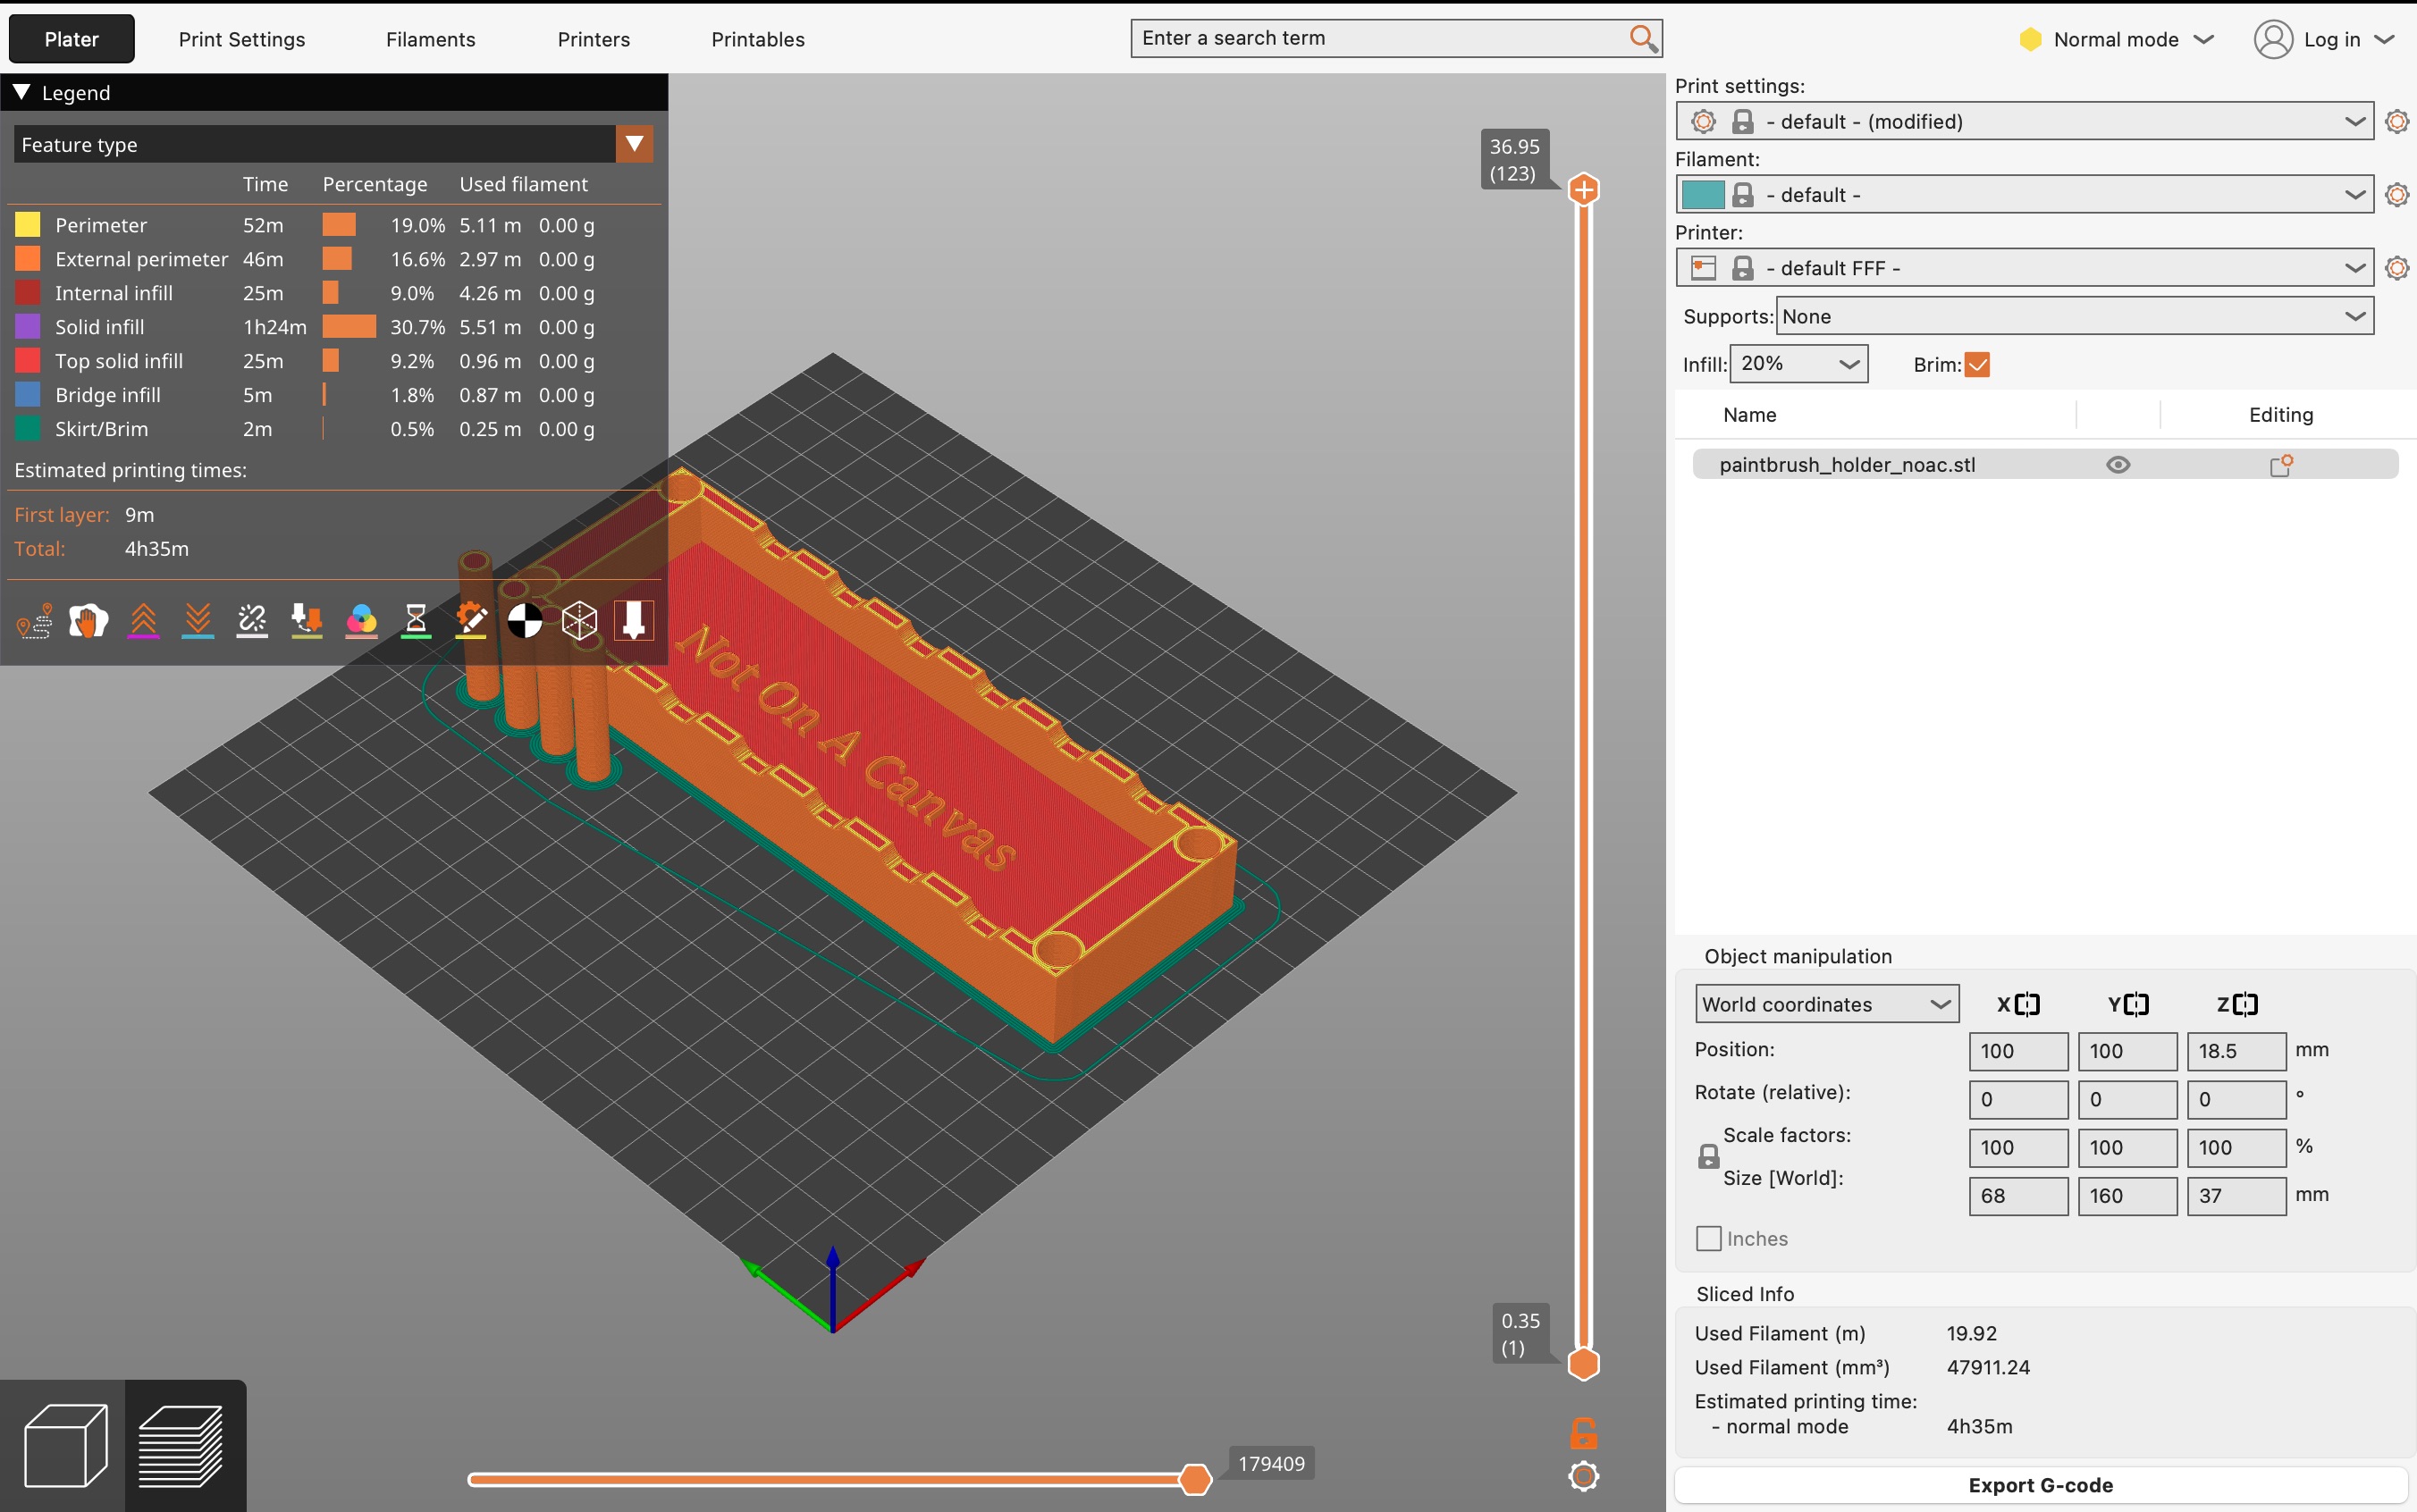 Plater Print Settings Filaments Printers Printables Enter a search term Normal mode Log in
Legend
Feature type
Time Percentage Used filament
Perimeter 52m 19.0% 5.11 m 0.00 g
External perimeter 46m 16.6% 2.97 m 0.00 g
Internal infill 25m 9.0% 4.26 m 0.00 g
Solid infill 1h24m 30.7% 5.51 m 0.00 g
Top solid infill 25m 9.2% 0.96 m 0.00 g
Bridge infill 5m 1.8% 0.87 m 0.00 g
Skirt/Brim 2m 0.5% 0.25 m 0.00 g
Estimated printing times:
First layer: 9m
Total: 4h35m
Not On A Canvas
36.95
(123)
0.35
(1)
179409
Print settings:
- default - (modified)
Filament:
- default -
Printer:
- default FFF -
Supports: None
Infill: 20% Brim:
Name Editing
paintbrush_holder_noac.stl
Object manipulation
World coordinates X Y Z
Position: 100 100 18.5 mm
Rotate (relative): 0 0 0 °
Scale factors: 100 100 100 %
Size [World]: 68 160 37 mm
Inches
Sliced Info
Used Filament (m) 19.92
Used Filament (mm³) 47911.24
Estimated printing time:
- normal mode 4h35m
Export G-code